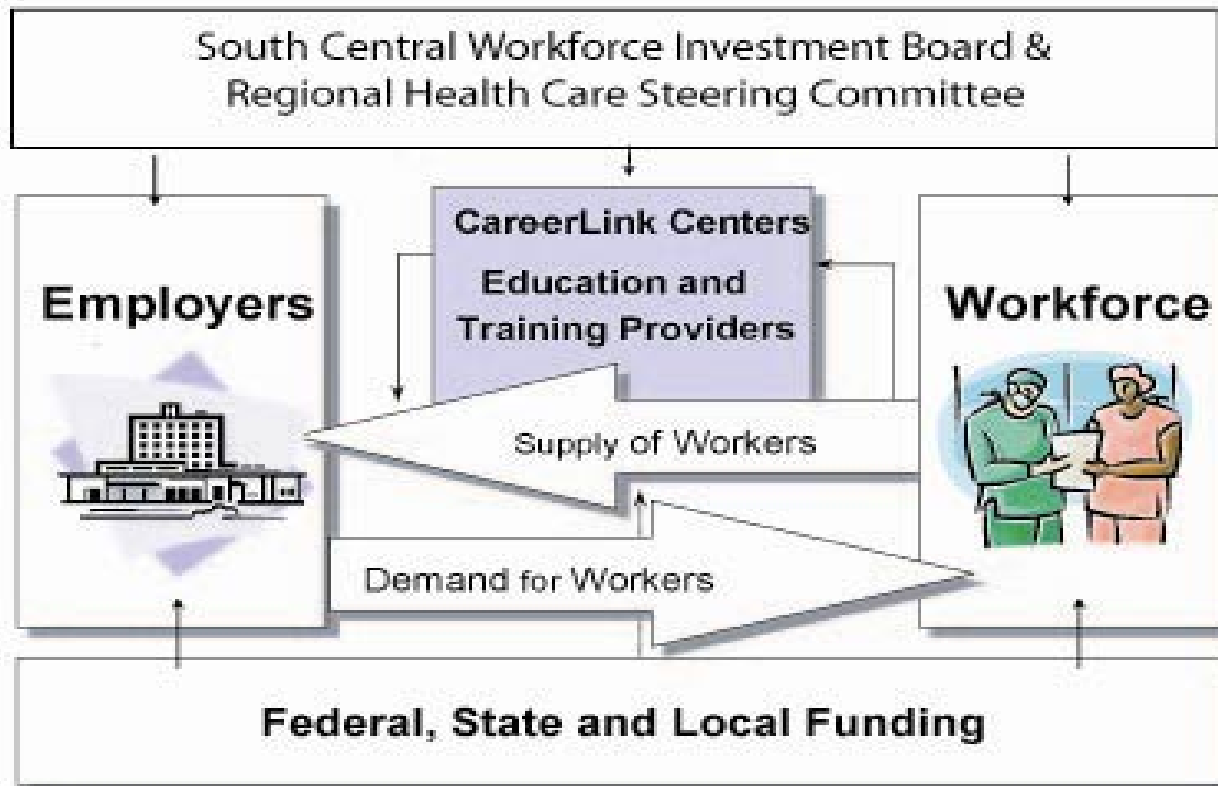 South Central Workforce Investment Board &
Regional Health Care Steering Committee
CareerLink Centers
Education and
Training Providers
Employers
Workforce
Supply of Workers
Demand for Workers
Federal, State and Local Funding